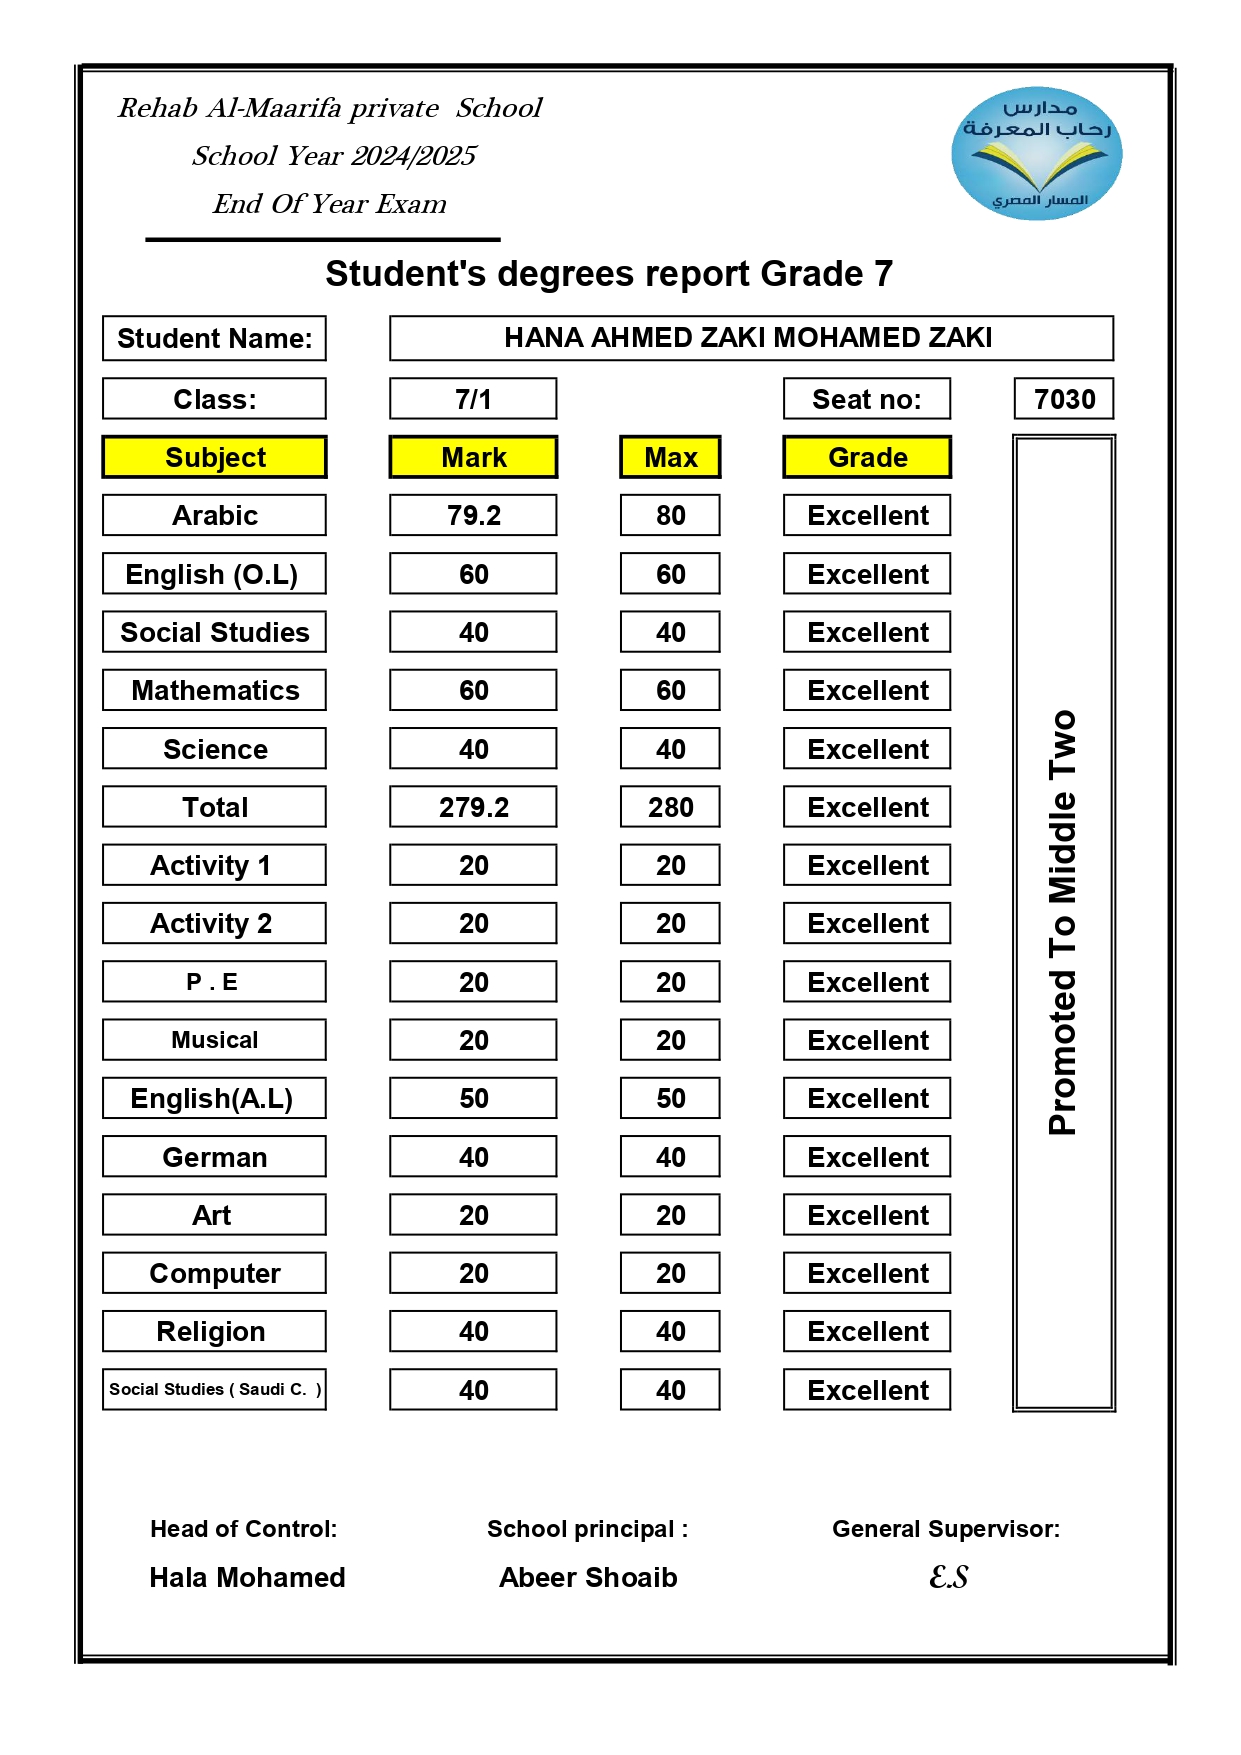 Rehab Al-Maarifa private School
School Year 2024/2025
End Of Year Exam
مدارس
رحاب المعرفة
المسار المصري
Student's degrees report Grade 7
Student Name: HANA AHMED ZAKI MOHAMED ZAKI
Class: 7/1 Seat no: 7030
Subject Mark Max Grade
Arabic 79.2 80 Excellent
English (O.L) 60 60 Excellent
Social Studies 40 40 Excellent
Mathematics 60 60 Excellent
Science 40 40 Excellent
Total 279.2 280 Excellent
Activity 1 20 20 Excellent
Activity 2 20 20 Excellent
P . E 20 20 Excellent
Musical 20 20 Excellent
English(A.L) 50 50 Excellent
German 40 40 Excellent
Art 20 20 Excellent
Computer 20 20 Excellent
Religion 40 40 Excellent
Social Studies ( Saudi C. ) 40 40 Excellent
Promoted To Middle Two
Head of Control: School principal : General Supervisor:
Hala Mohamed Abeer Shoaib E.S